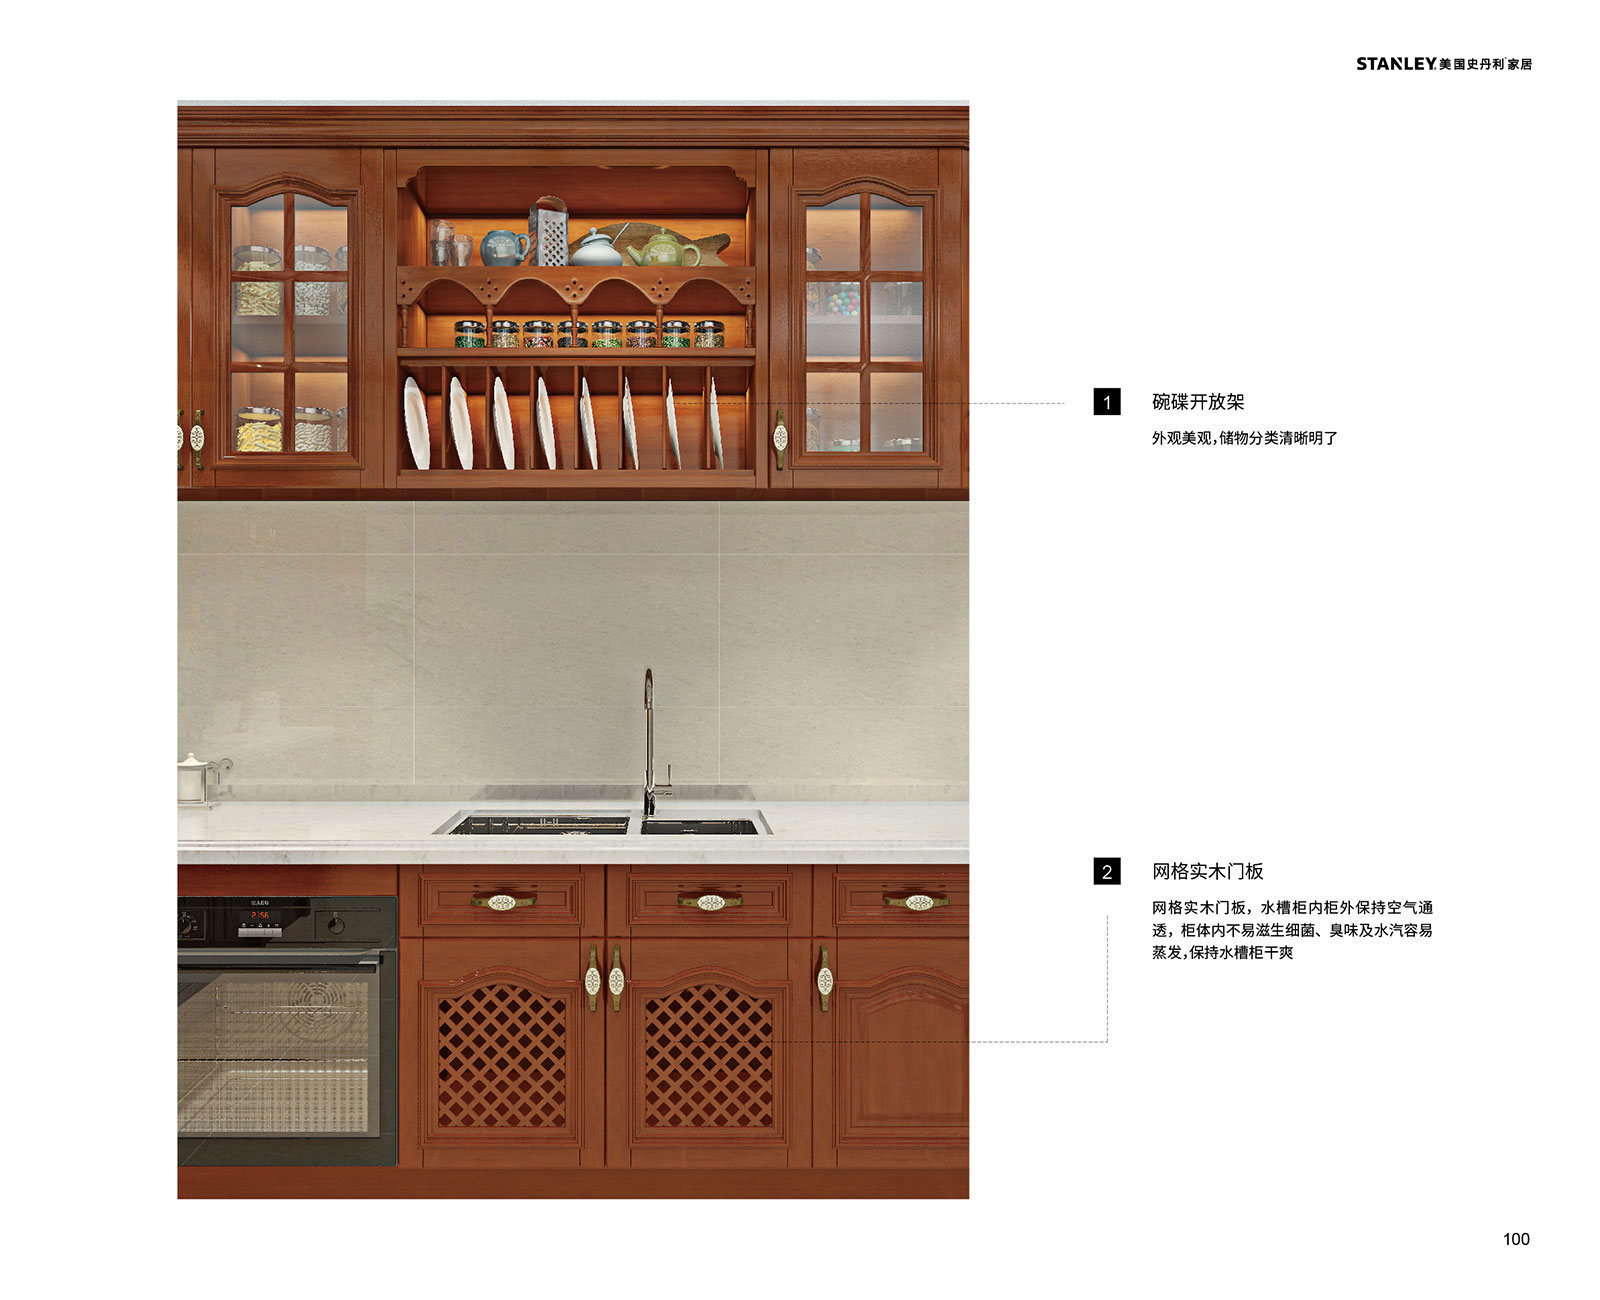 STANLEY.美国史丹利家居
1
碗碟开放架
外观美观，储物分类清晰明了
2
网格实木门板
网格实木门板，水槽柜内柜外保持空气通
透，柜体内不易滋生细菌、臭味及水汽容易
蒸发，保持水槽柜干爽
AEG
21:56
100